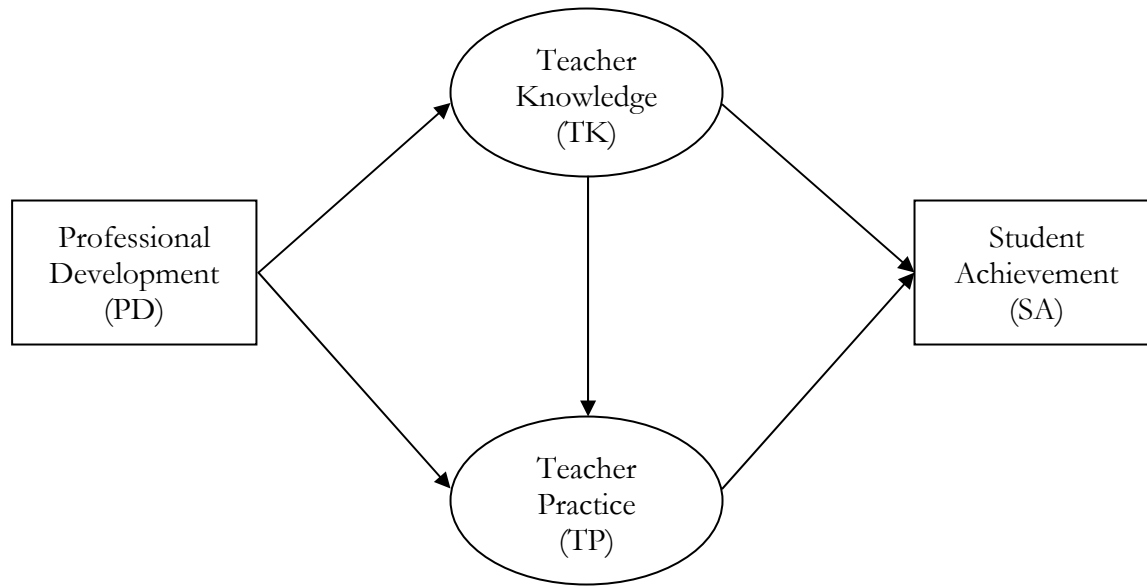 Teacher
Knowledge
(TK)
Professional
Development
(PD)
Student
Achievement
(SA)
Teacher
Practice
(TP)